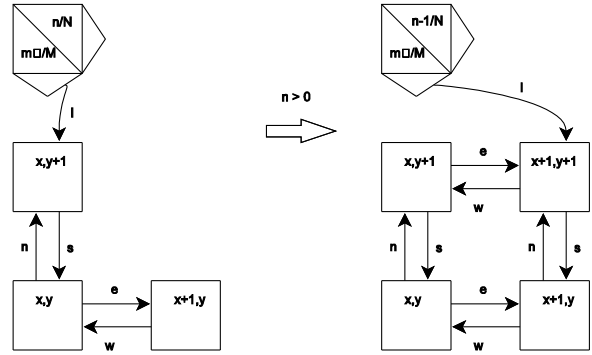 n/N
m□/M
l
x,y+1
n
s
x,y
e
w
x+1,y
n > 0
n-1/N
m□/M
l
x,y+1
e
w
x+1,y+1
n
s
n
s
x,y
e
w
x+1,y